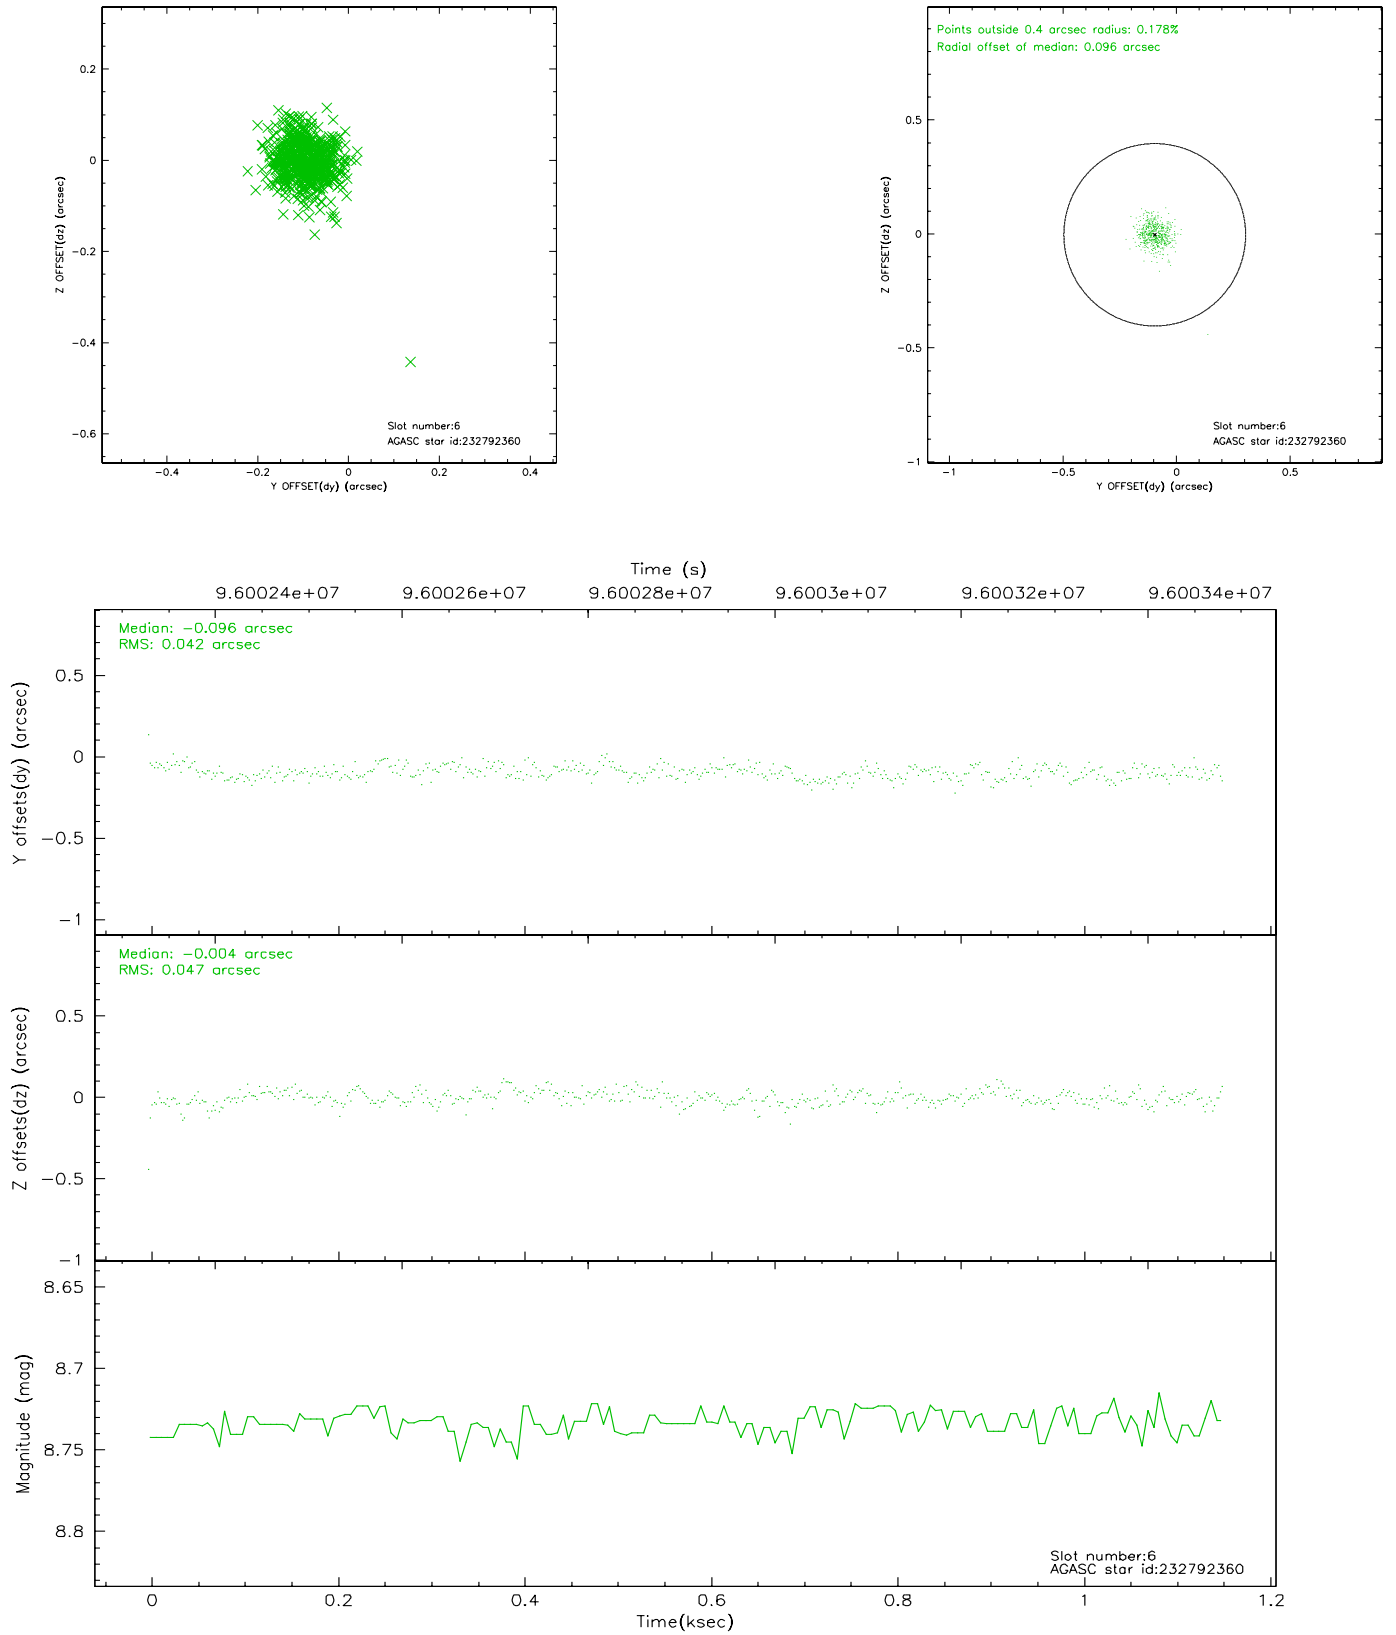 0.2
0
−0.2
−0.4
−0.6
Z OFFSET(dz) (arcsec)
Slot number:6
AGASC star id:232792360
−0.4 −0.2 0 0.2 0.4
Y OFFSET(dy) (arcsec)
Points outside 0.4 arcsec radius: 0.178%
Radial offset of median: 0.096 arcsec
0.5
0
−0.5
−1
Z OFFSET(dz) (arcsec)
Slot number:6
AGASC star id:232792360
−1 −0.5 0 0.5
Y OFFSET(dy) (arcsec)
Time (s)
9.60024e+07 9.60026e+07 9.60028e+07 9.6003e+07 9.60032e+07 9.60034e+07
Median: −0.096 arcsec
RMS: 0.042 arcsec
0.5
0
−0.5
−1
Y offsets(dy) (arcsec)
Median: −0.004 arcsec
RMS: 0.047 arcsec
0.5
0
−0.5
−1
Z offsets(dz) (arcsec)
8.65
8.7
8.75
8.8
Magnitude (mag)
Slot number:6
AGASC star id:232792360
0 0.2 0.4 0.6 0.8 1 1.2
Time(ksec)